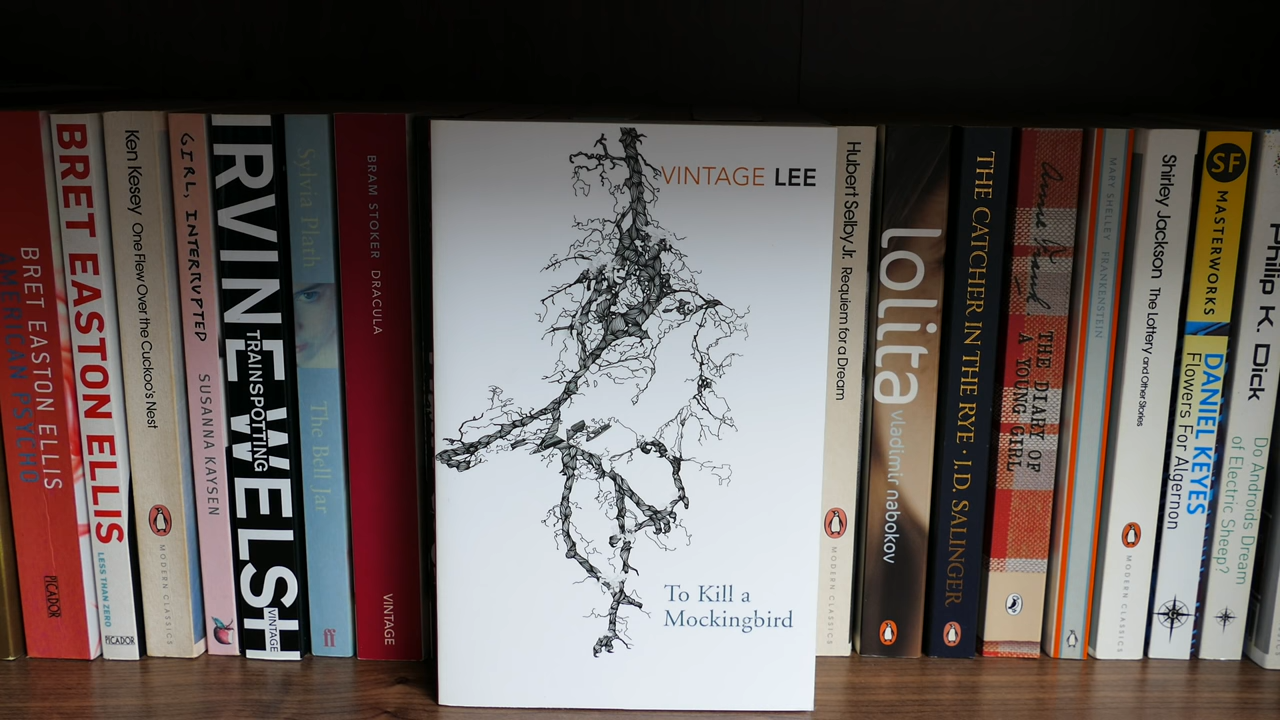 BRET EASTON ELLIS
AMERICAN PSYCHO
PICADOR
BRET EASTON ELLIS
LESS THAN ZERO
PICADOR
Ken Kesey One Flew Over the Cuckoo's Nest
MODERN CLASSICS
GIRL, INTERRUPTED
SUSANNA KAYSEN
IRVINE WELSH
TRAINSPOTTING
VINTAGE
Sylvia Plath
The Bell Jar
BRAM STOKER DRACULA
VINTAGE
VINTAGE LEE
To Kill a
Mockingbird
Hubert Selby Jr. Requiem for a Dream
MODERN CLASSICS
lolita vladimir nabokov
THE CATCHER IN THE RYE · J.D. SALINGER
Anne Frank
THE DIARY OF
A YOUNG GIRL
MARY SHELLEY FRANKENSTEIN
Shirley Jackson The Lottery and Other Stories
MODERN CLASSICS
SF MASTERWORKS
DANIEL KEYES
Flowers For Algernon
Philip K. Dick
Do Androids Dream
of Electric Sheep?